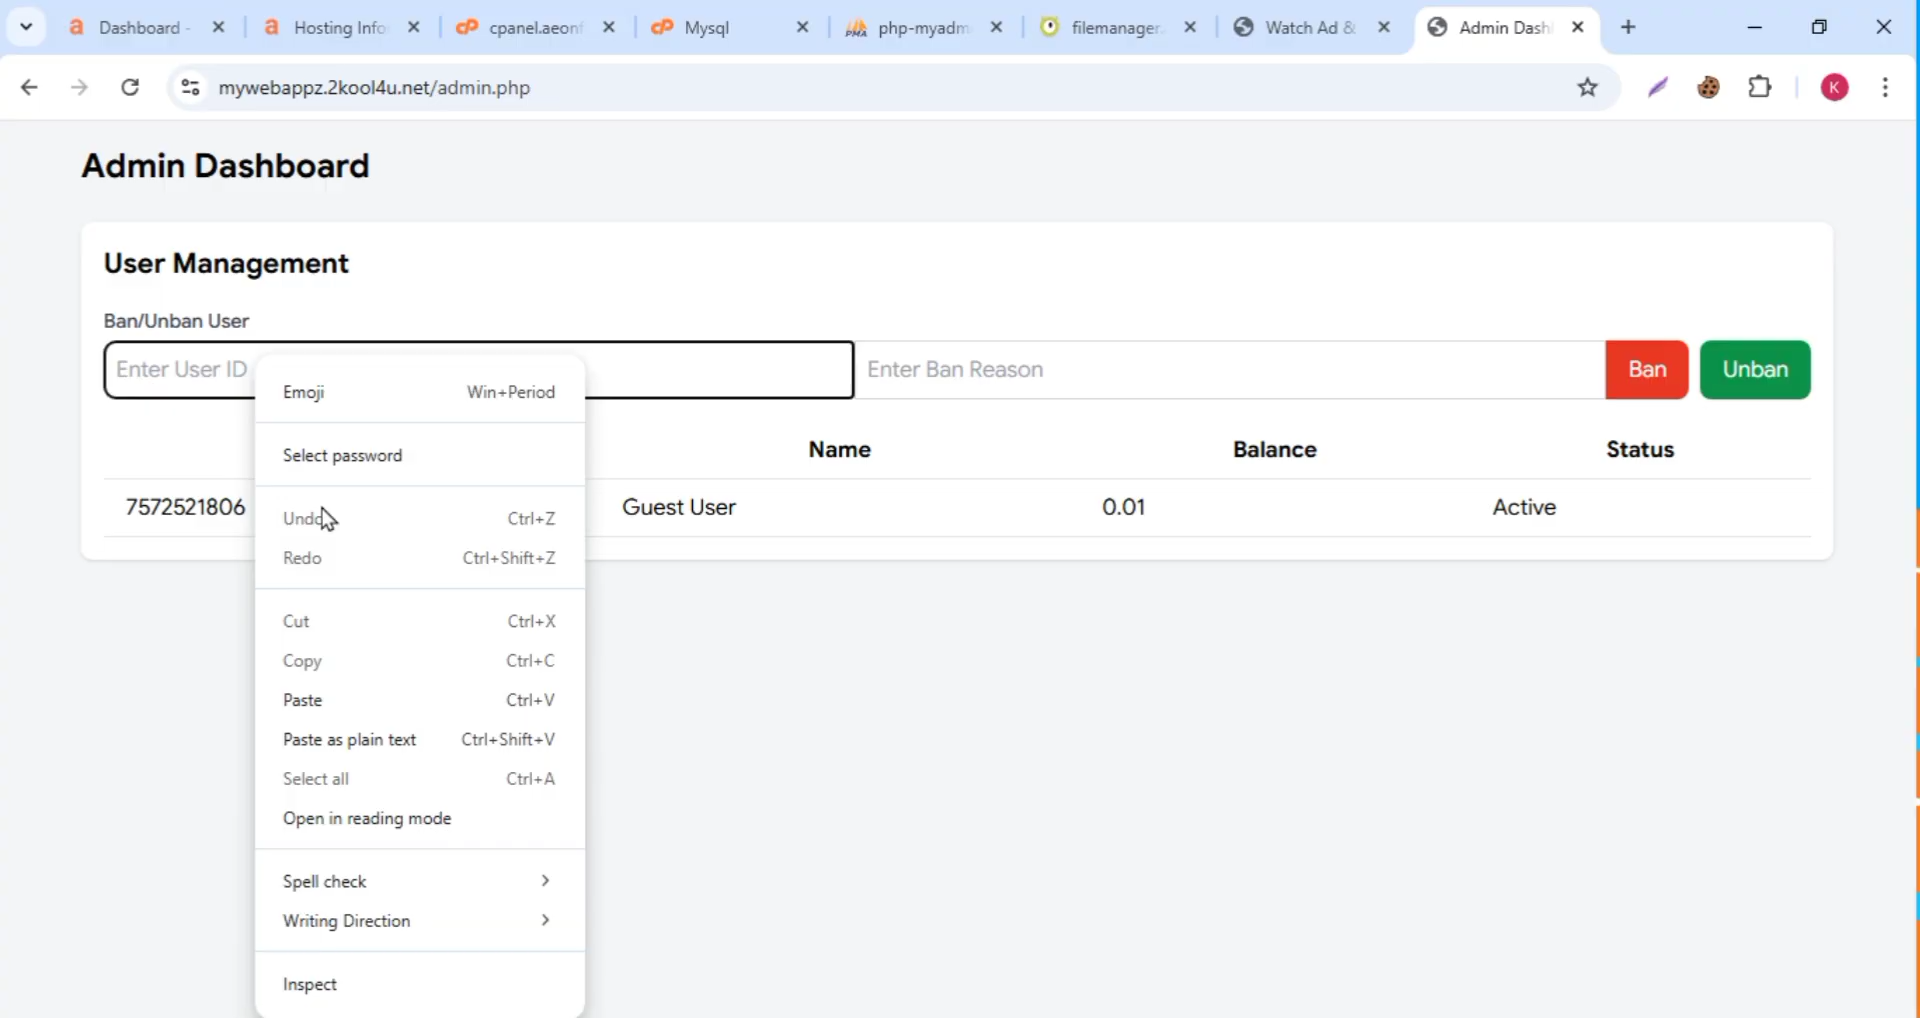 Dashboard - Hosting Info cpanel.aeonf Mysql php-myadm filemanager. Watch Ad & Admin Dash
mywebappz.2kool4u.net/admin.php K
Admin Dashboard
User Management
Ban/Unban User
Enter User ID Enter Ban Reason Ban Unban
Name Balance Status
7572521806 Guest User 0.01 Active
Emoji Win+Period
Select password
Undo Ctrl+Z
Redo Ctrl+Shift+Z
Cut Ctrl+X
Copy Ctrl+C
Paste Ctrl+V
Paste as plain text Ctrl+Shift+V
Select all Ctrl+A
Open in reading mode
Spell check
Writing Direction
Inspect